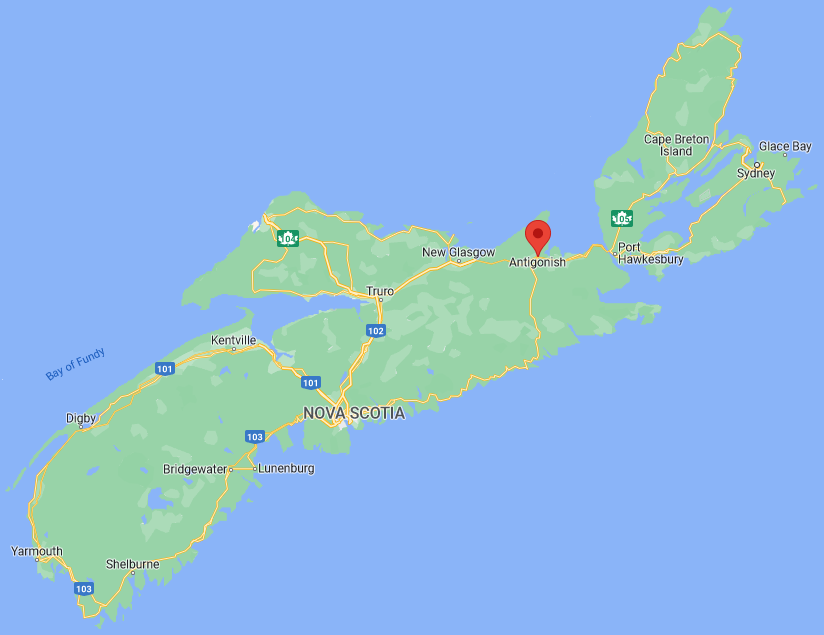 Cape Breton
Island
Glace Bay
Sydney
105
104
New Glasgow
Antigonish
Port
Hawkesbury
Truro
102
Kentville
Bay of Fundy
101
101
NOVA SCOTIA
Digby
103
Bridgewater
Lunenburg
Yarmouth
Shelburne
103